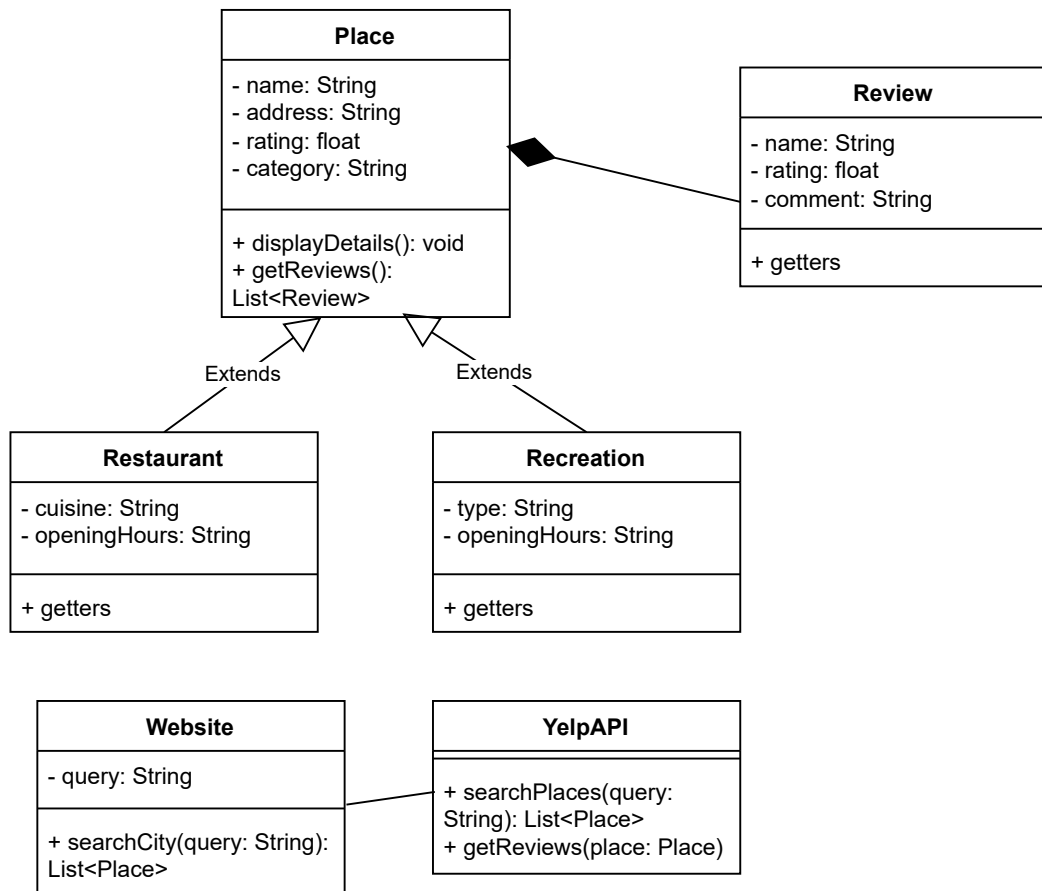 Place
- name: String
- address: String
- rating: float
- category: String
+ displayDetails(): void
+ getReviews():
List<Review>
Review
- name: String
- rating: float
- comment: String
+ getters
Extends
Extends
Restaurant
- cuisine: String
- openingHours: String
+ getters
Recreation
- type: String
- openingHours: String
+ getters
Website
- query: String
+ searchCity(query: String):
List<Place>
YelpAPI
+ searchPlaces(query:
String): List<Place>
+ getReviews(place: Place)